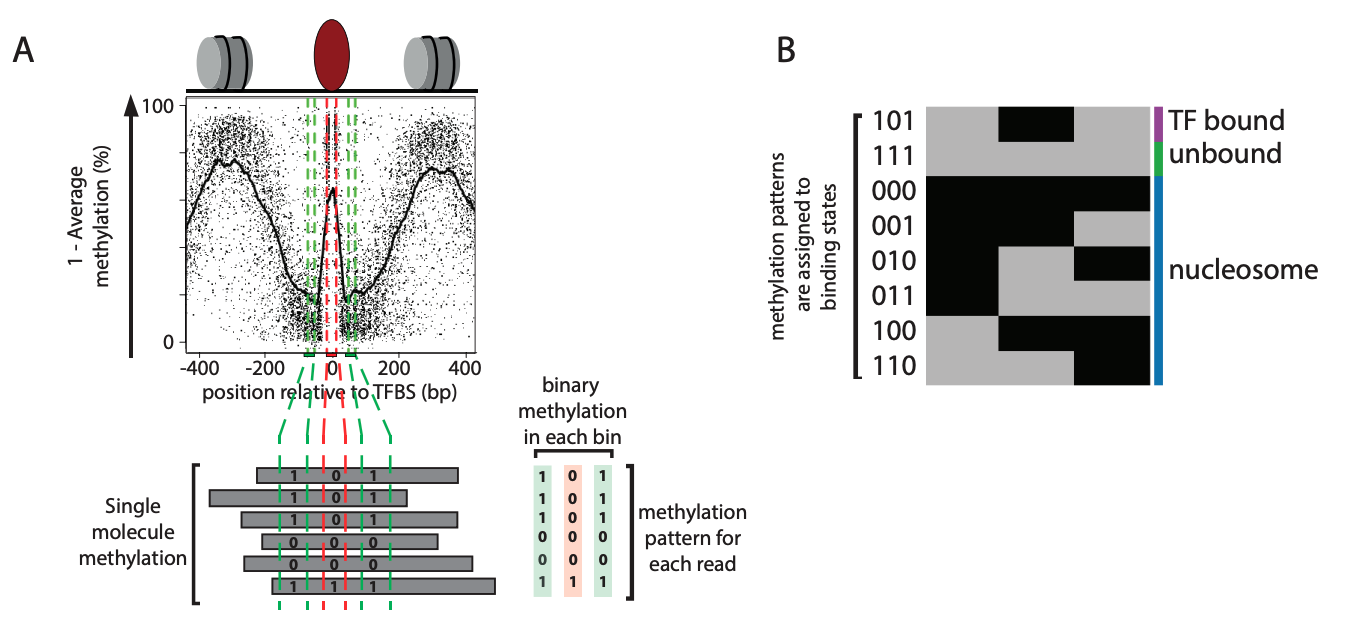 A
1 - Average
methylation (%)
100
0
-400 -200 0 200 400
position relative to TFBS (bp)
Single
molecule
methylation
1 0 1
1 0 1
1 0 1
0 0 0
0 0 0
1 1 1
binary
methylation
in each bin
1 0 1
1 0 1
1 0 1
0 0 0
0 0 0
1 1 1
methylation
pattern for
each read
B
methylation patterns
are assigned to
binding states
101
111
000
001
010
011
100
110
TF bound
unbound
nucleosome